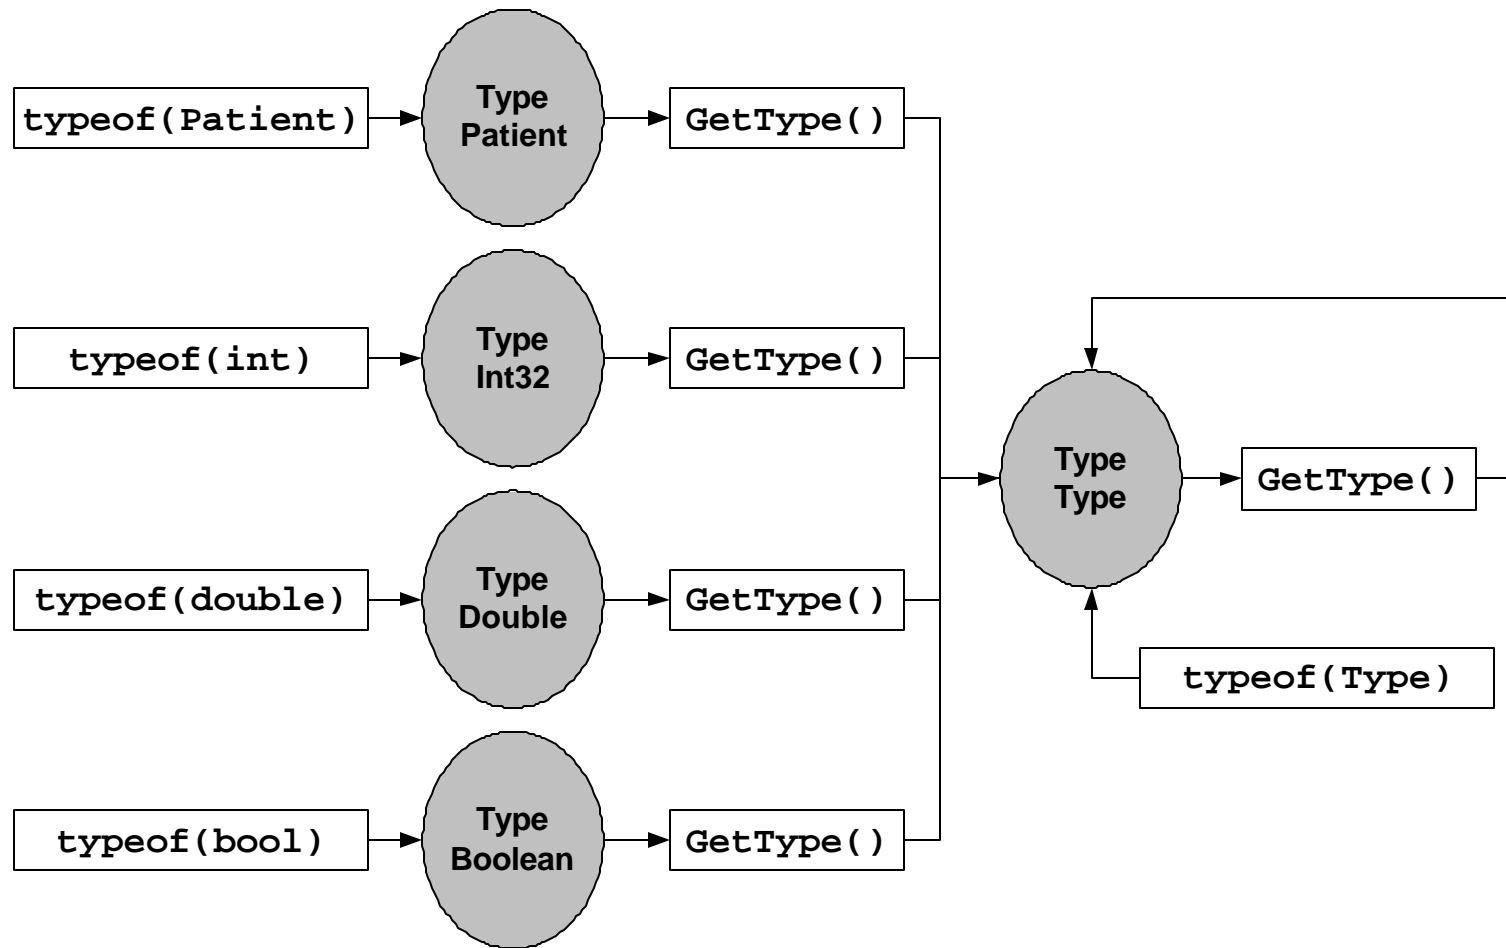 typeof(Patient)
Type
Patient
GetType()
typeof(int)
Type
Int32
GetType()
typeof(double)
Type
Double
GetType()
typeof(bool)
Type
Boolean
GetType()
Type
Type
GetType()
typeof(Type)